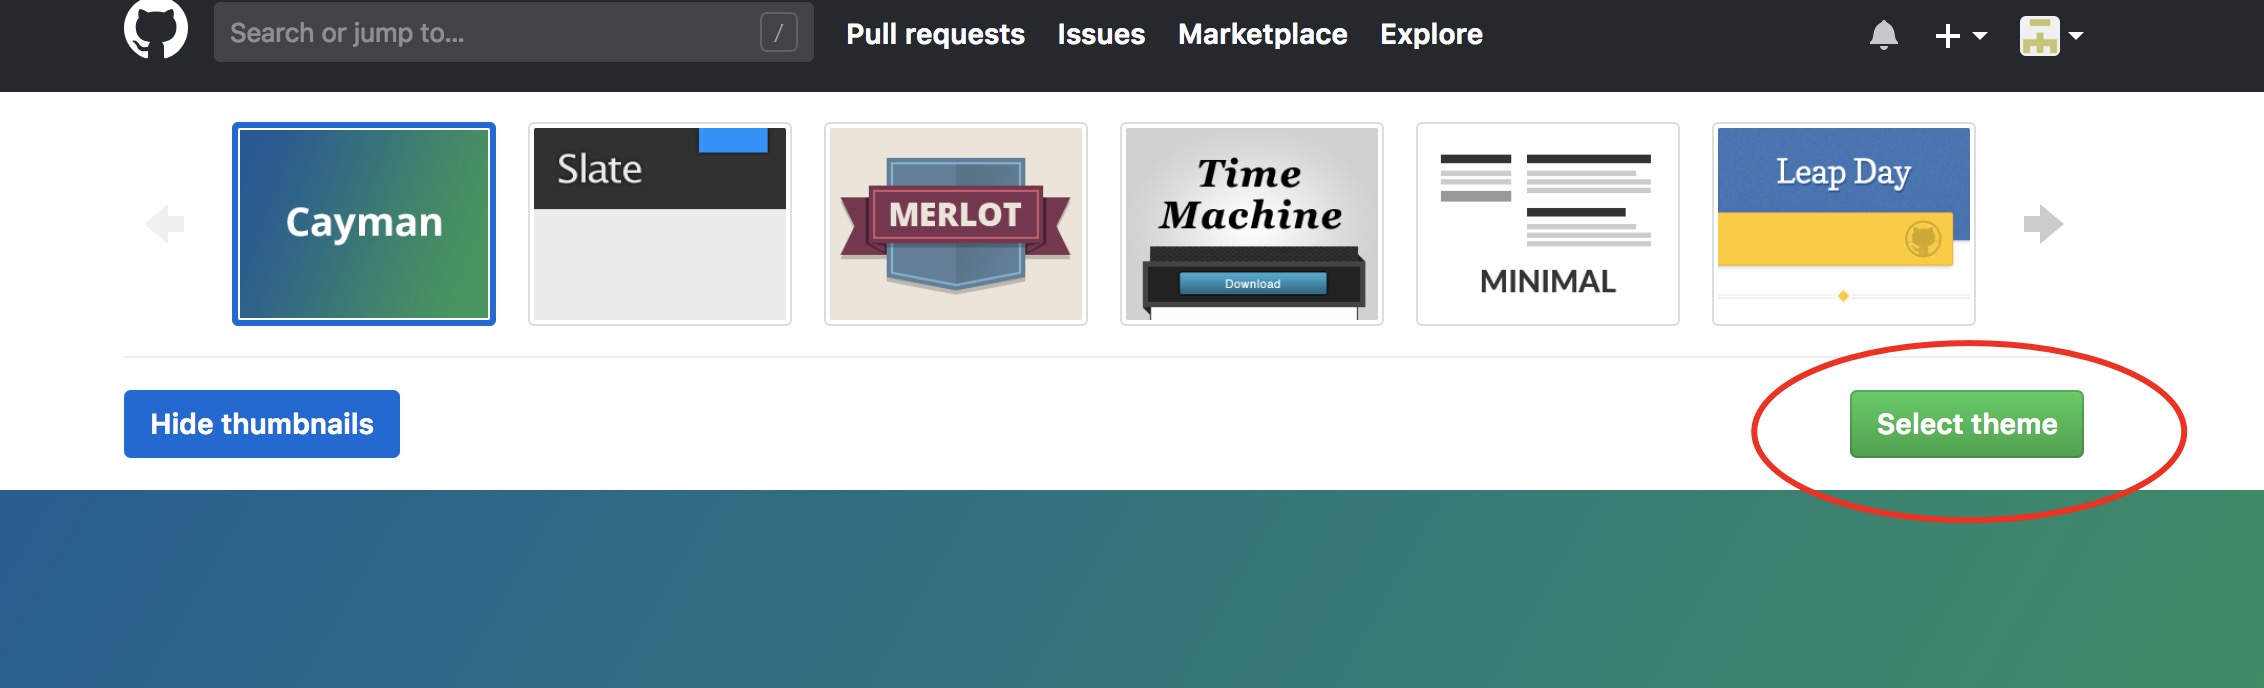 Search or jump to... /
Pull requests Issues Marketplace Explore
Cayman
Slate
MERLOT
Time
Machine
Download
MINIMAL
Leap Day
Hide thumbnails
Select theme